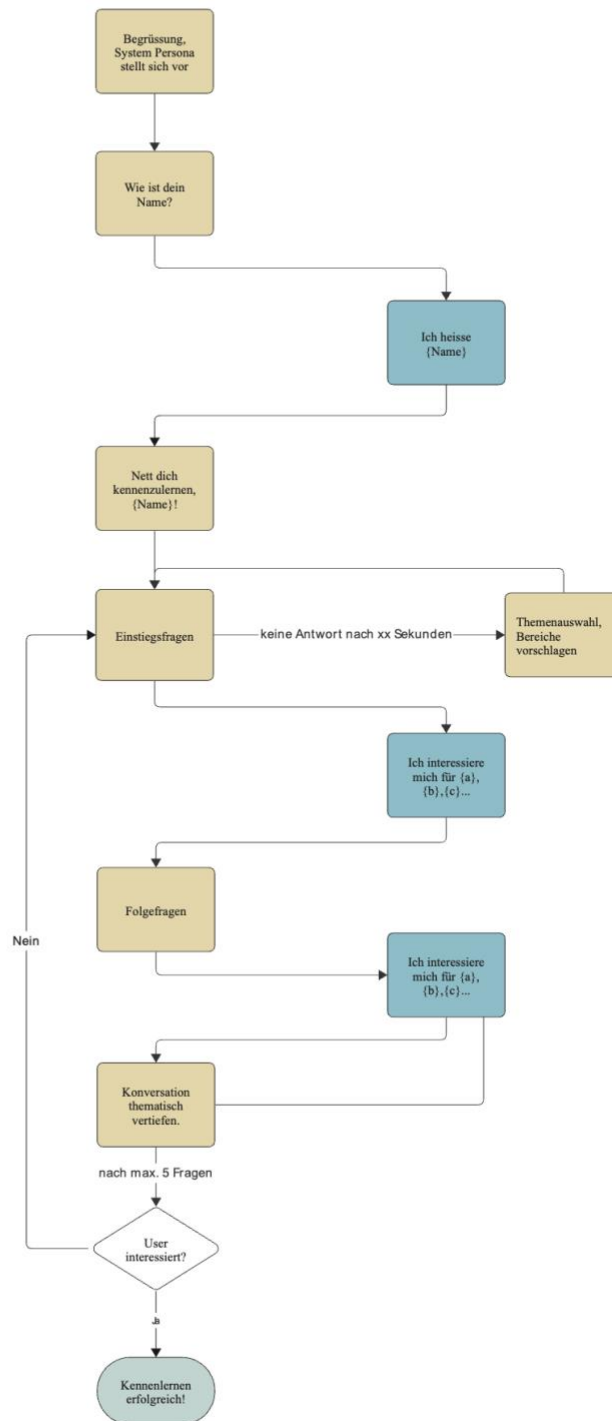 Begrüssung,
System Persona
stellt sich vor
Wie ist dein
Name?
Ich heisse
{Name}
Nett dich
kennenzulernen,
{Name}!
Einstiegsfragen
keine Antwort nach xx Sekunden
Themenauswahl,
Bereiche
vorschlagen
Ich interessiere
mich für {a},
{b},{c}...
Folgefragen
Nein
Ich interessiere
mich für {a},
{b},{c}...
Konversation
thematisch
vertiefen.
nach max. 5 Fragen
User
interessiert?
Ja
Kennenlernen
erfolgreich!